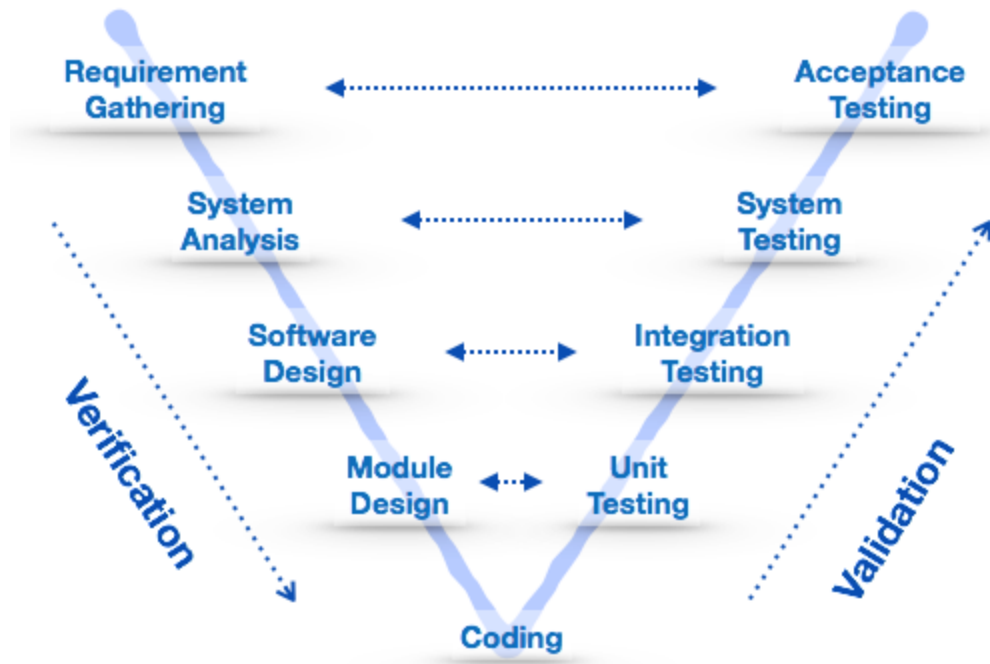 Requirement
Gathering
Acceptance
Testing
System
Analysis
System
Testing
Software
Design
Integration
Testing
Module
Design
Unit
Testing
Verification
Validation
Coding